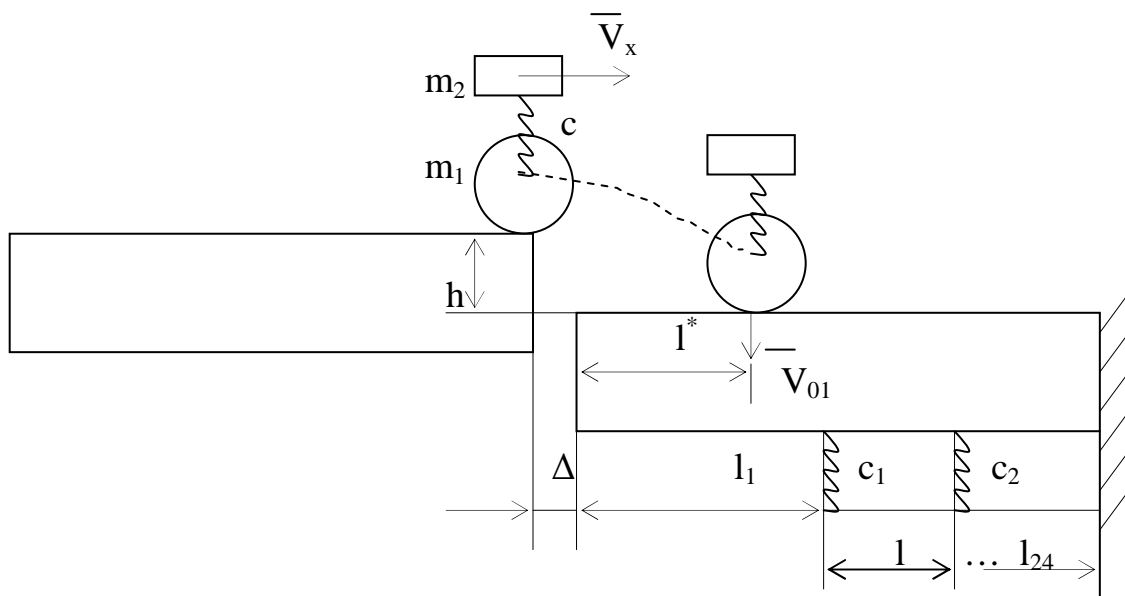 V̅ₓ
m₂
c
m₁
h
l*
V̅₀₁
Δ
l₁
c₁
c₂
l
... l₂₄